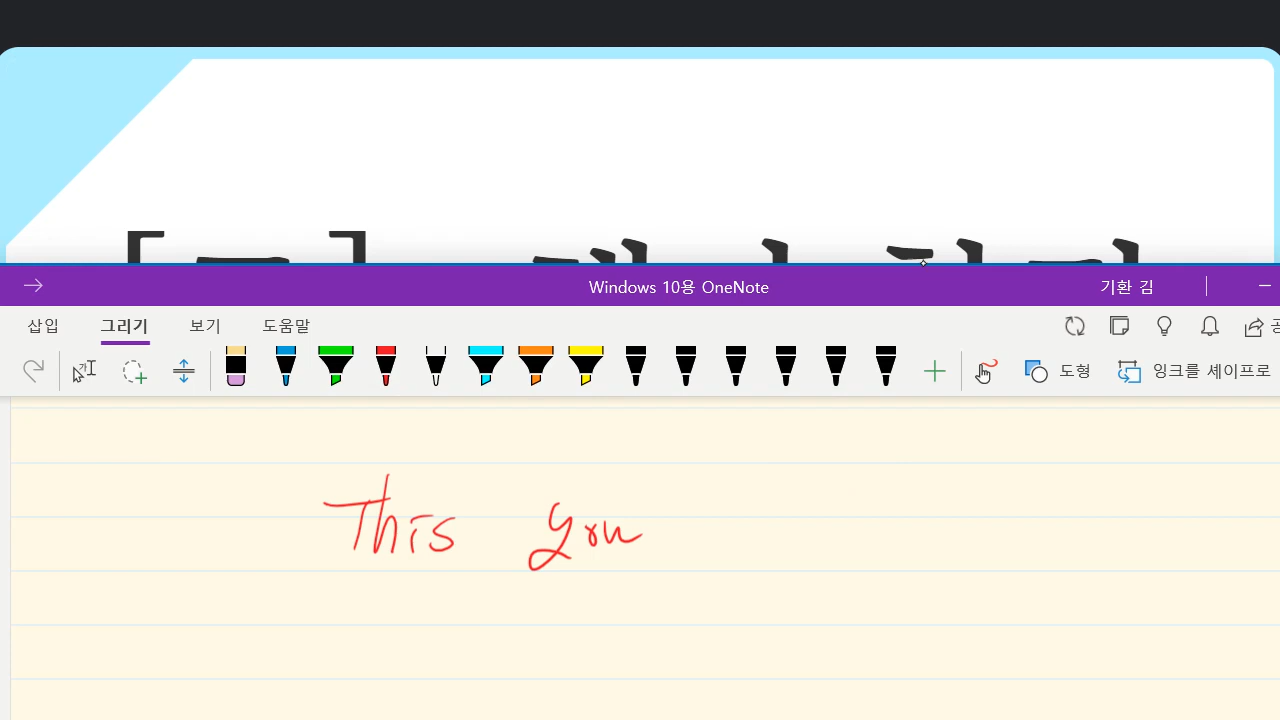 Windows 10용 OneNote
기환 김
삽입 그리기 보기 도움말
가 도형 잉크를 셰이프로
This you